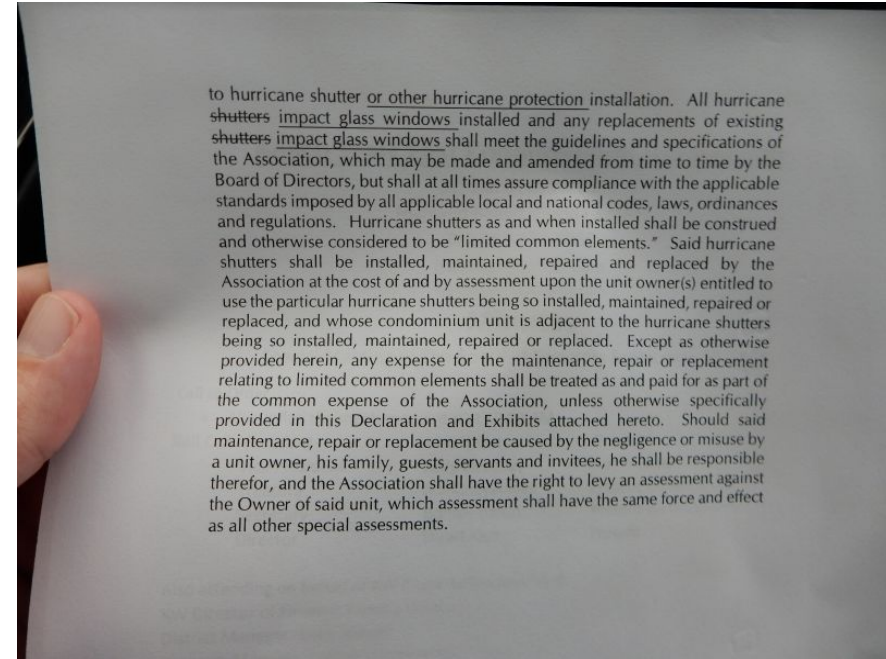 to hurricane shutter or other hurricane protection installation. All hurricane
shutters impact glass windows installed and any replacements of existing
shutters impact glass windows shall meet the guidelines and specifications of
the Association, which may be made and amended from time to time by the
Board of Directors, but shall at all times assure compliance with the applicable
standards imposed by all applicable local and national codes, laws, ordinances
and regulations. Hurricane shutters as and when installed shall be construed
and otherwise considered to be "limited common elements." Said hurricane
shutters shall be installed, maintained, repaired and replaced by the
Association at the cost of and by assessment upon the unit owner(s) entitled to
use the particular hurricane shutters being so installed, maintained, repaired or
replaced, and whose condominium unit is adjacent to the hurricane shutters
being so installed, maintained, repaired or replaced. Except as otherwise
provided herein, any expense for the maintenance, repair or replacement
relating to limited common elements shall be treated as and paid for as part of
the common expense of the Association, unless otherwise specifically
provided in this Declaration and Exhibits attached hereto. Should said
maintenance, repair or replacement be caused by the negligence or misuse by
a unit owner, his family, guests, servants and invitees, he shall be responsible
therefor, and the Association shall have the right to levy an assessment against
the Owner of said unit, which assessment shall have the same force and effect
as all other special assessments.